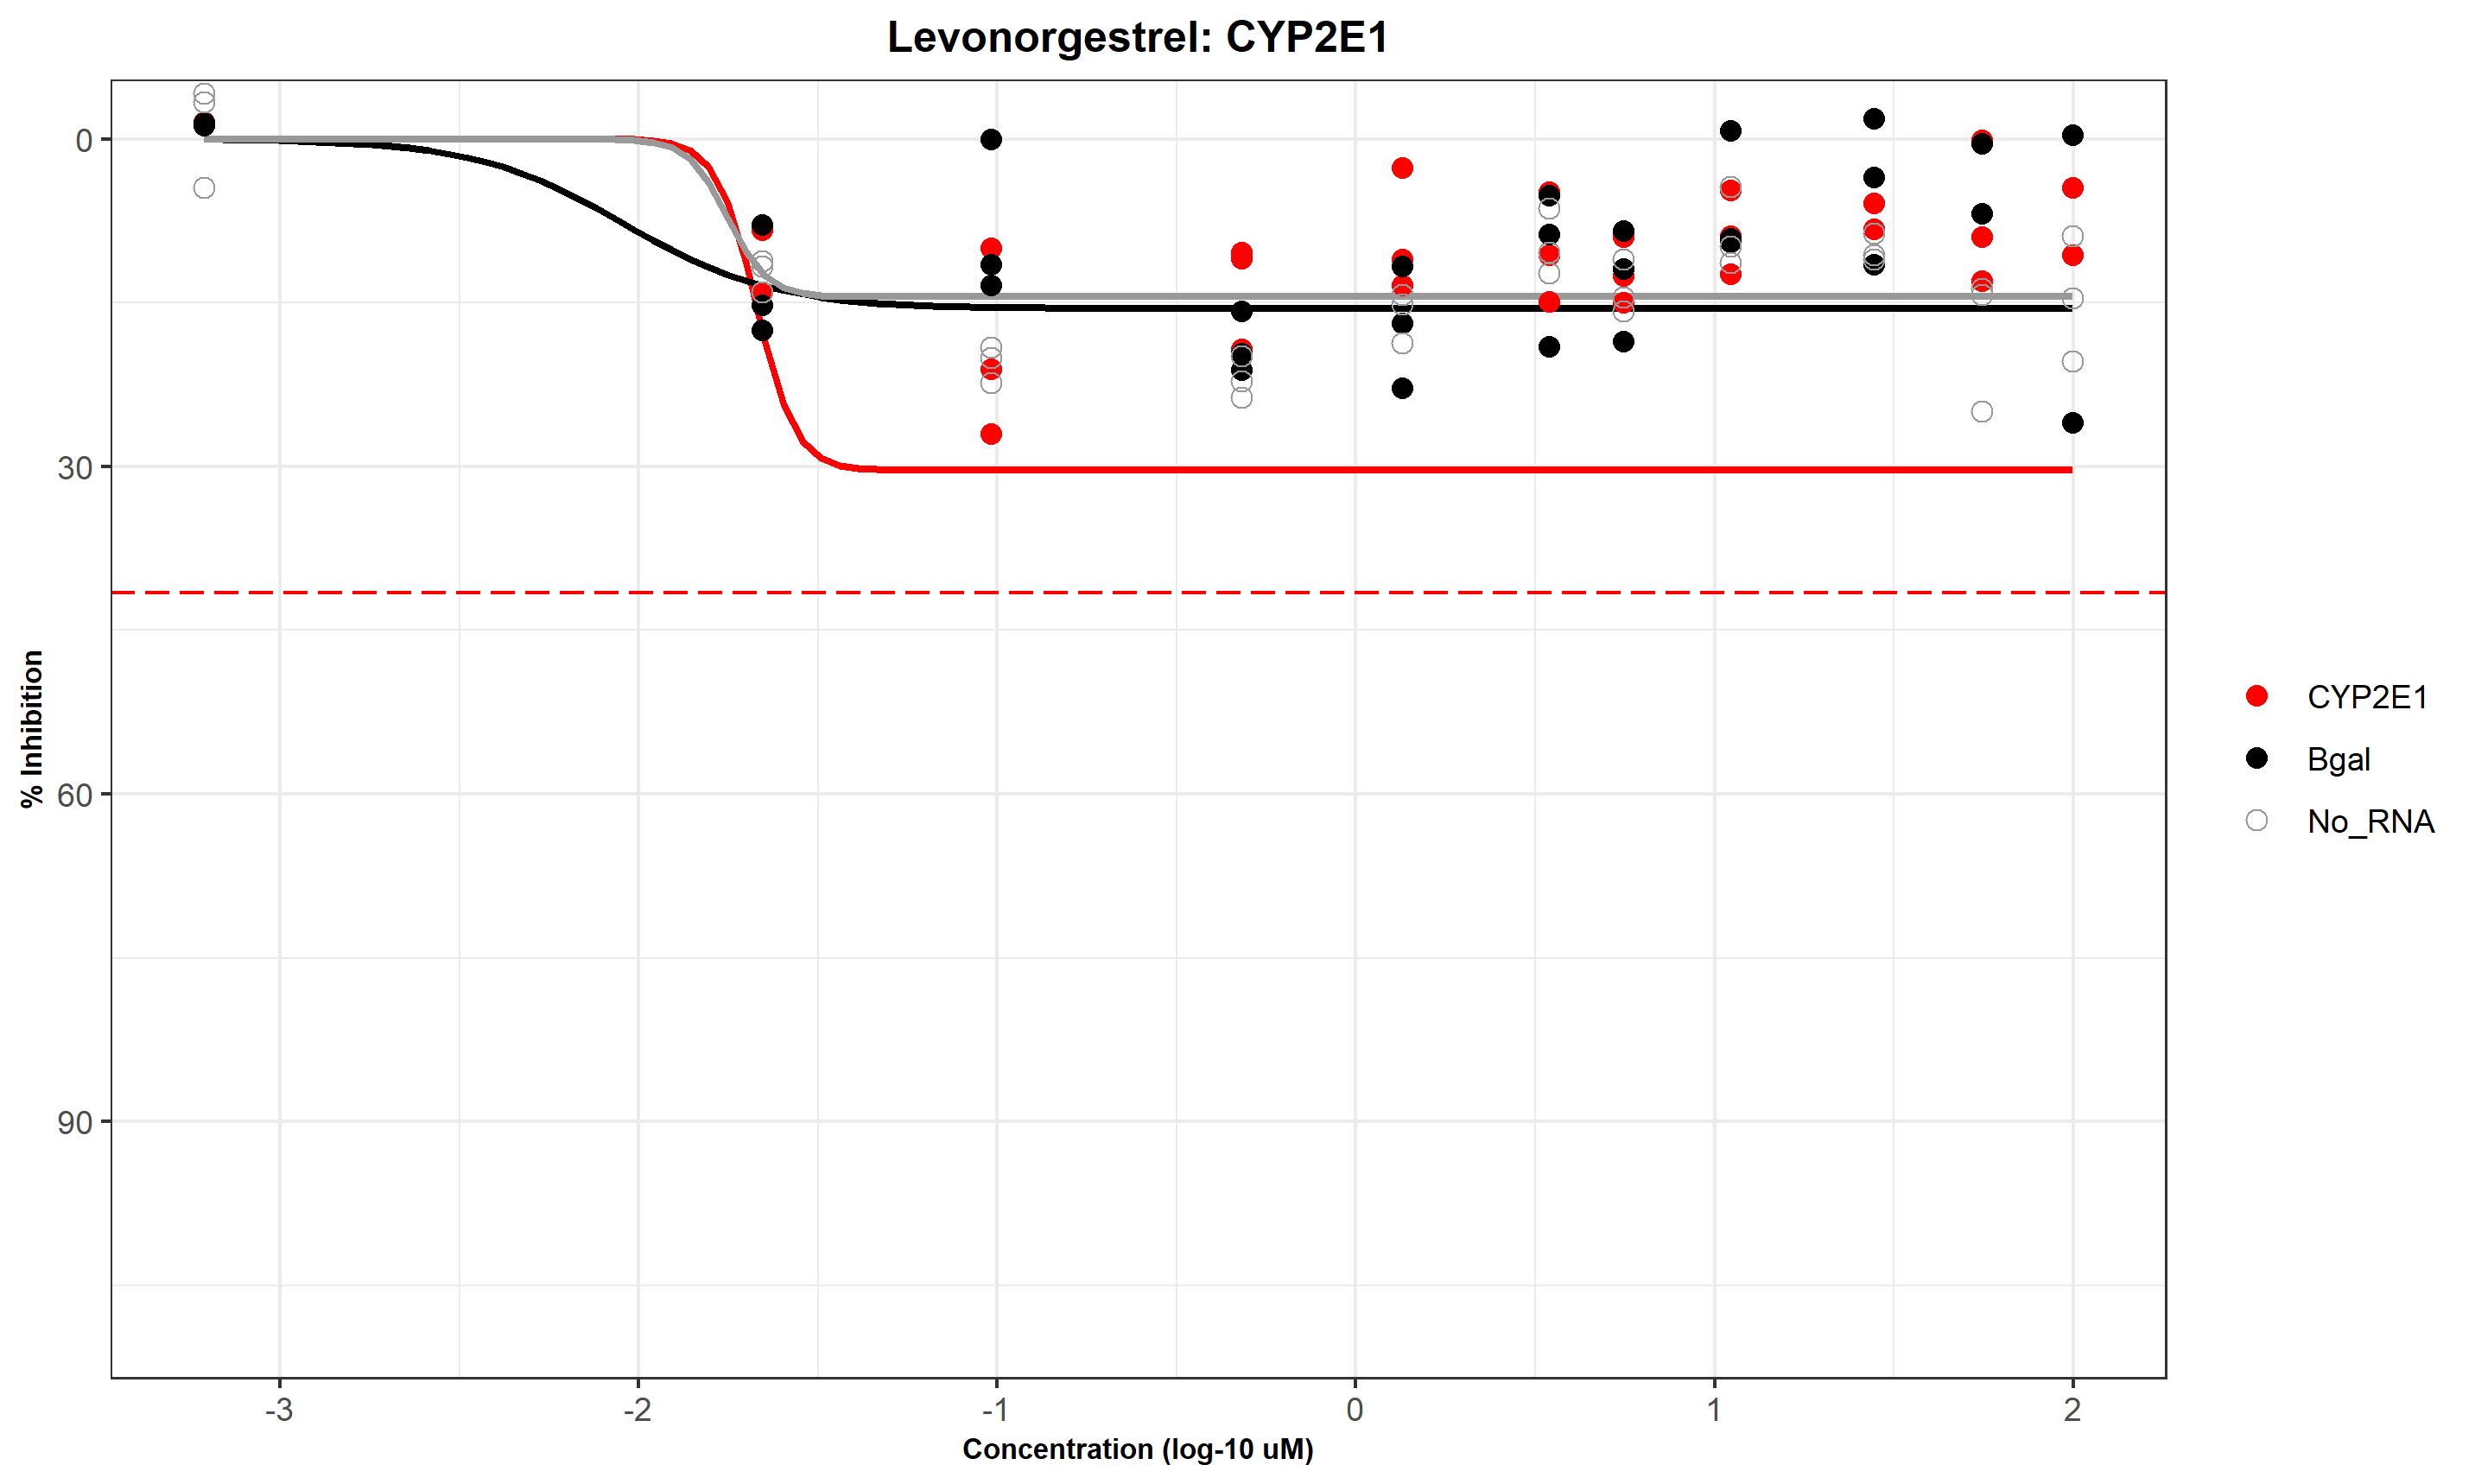 Levonorgestrel: CYP2E1
0
30
60
90
% Inhibition
-3
-2
-1
0
1
2
Concentration (log-10 uM)
CYP2E1
Bgal
No_RNA